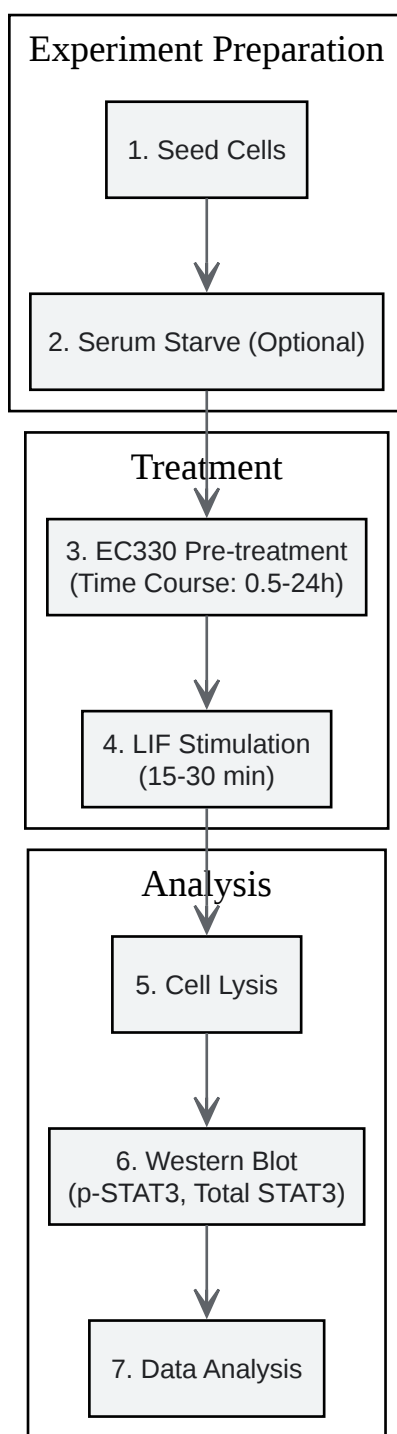 Experiment Preparation
1. Seed Cells
2. Serum Starve (Optional)
Treatment
3. EC330 Pre-treatment
(Time Course: 0.5-24h)
4. LIF Stimulation
(15-30 min)
Analysis
5. Cell Lysis
6. Western Blot
(p-STAT3, Total STAT3)
7. Data Analysis